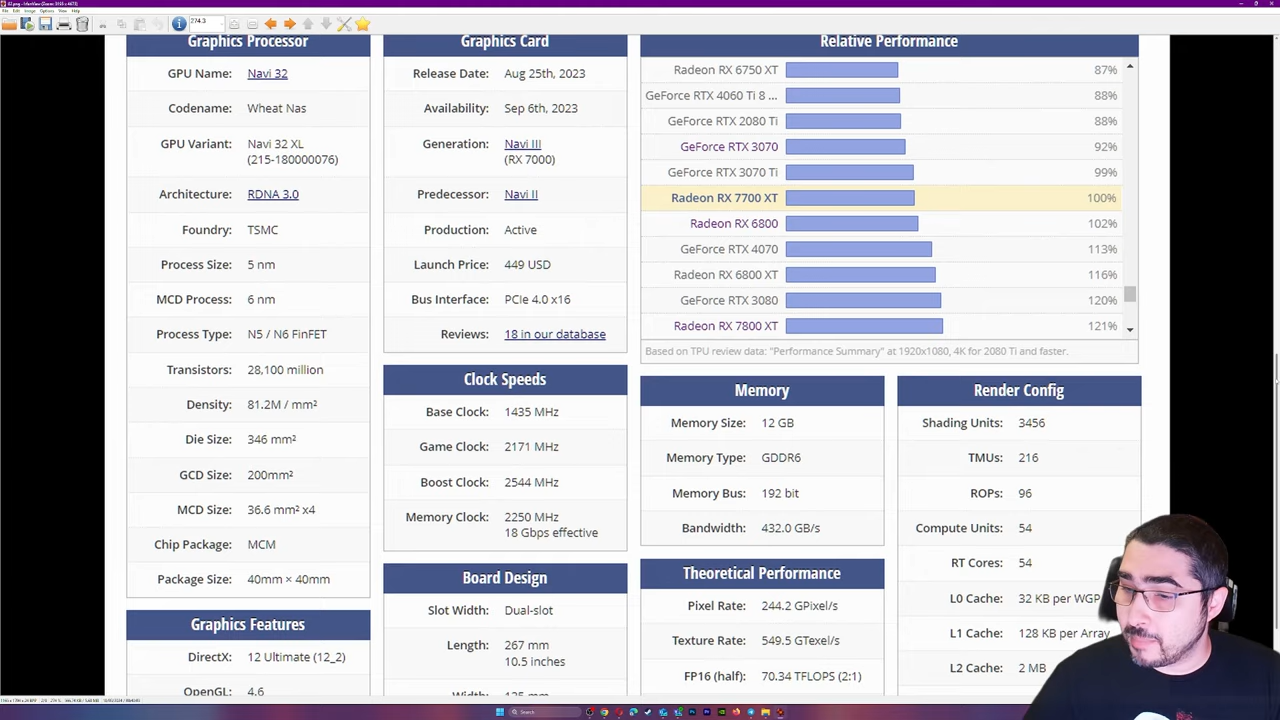 274.3
Graphics Processor
GPU Name: Navi 32
Codename: Wheat Nas
GPU Variant: Navi 32 XL
(215-180000076)
Architecture: RDNA 3.0
Foundry: TSMC
Process Size: 5 nm
MCD Process: 6 nm
Process Type: N5 / N6 FinFET
Transistors: 28,100 million
Density: 81.2M / mm²
Die Size: 346 mm²
GCD Size: 200mm²
MCD Size: 36.6 mm² x4
Chip Package: MCM
Package Size: 40mm × 40mm
Graphics Features
DirectX: 12 Ultimate (12_2)
OpenGL: 4.6
Graphics Card
Release Date: Aug 25th, 2023
Availability: Sep 6th, 2023
Generation: Navi III
(RX 7000)
Predecessor: Navi II
Production: Active
Launch Price: 449 USD
Bus Interface: PCIe 4.0 x16
Reviews: 18 in our database
Clock Speeds
Base Clock: 1435 MHz
Game Clock: 2171 MHz
Boost Clock: 2544 MHz
Memory Clock: 2250 MHz
18 Gbps effective
Board Design
Slot Width: Dual-slot
Length: 267 mm
10.5 inches
Relative Performance
Radeon RX 6750 XT 87%
GeForce RTX 4060 Ti 8 ... 88%
GeForce RTX 2080 Ti 88%
GeForce RTX 3070 92%
GeForce RTX 3070 Ti 99%
Radeon RX 7700 XT 100%
Radeon RX 6800 102%
GeForce RTX 4070 113%
Radeon RX 6800 XT 116%
GeForce RTX 3080 120%
Radeon RX 7800 XT 121%
Based on TPU review data: "Performance Summary" at 1920x1080, 4K for 2080 Ti and faster.
Memory
Memory Size: 12 GB
Memory Type: GDDR6
Memory Bus: 192 bit
Bandwidth: 432.0 GB/s
Theoretical Performance
Pixel Rate: 244.2 GPixel/s
Texture Rate: 549.5 GTexel/s
FP16 (half): 70.34 TFLOPS (2:1)
Render Config
Shading Units: 3456
TMUs: 216
ROPs: 96
Compute Units: 54
RT Cores: 54
L0 Cache: 32 KB per WGP
L1 Cache: 128 KB per Array
L2 Cache: 2 MB
Search